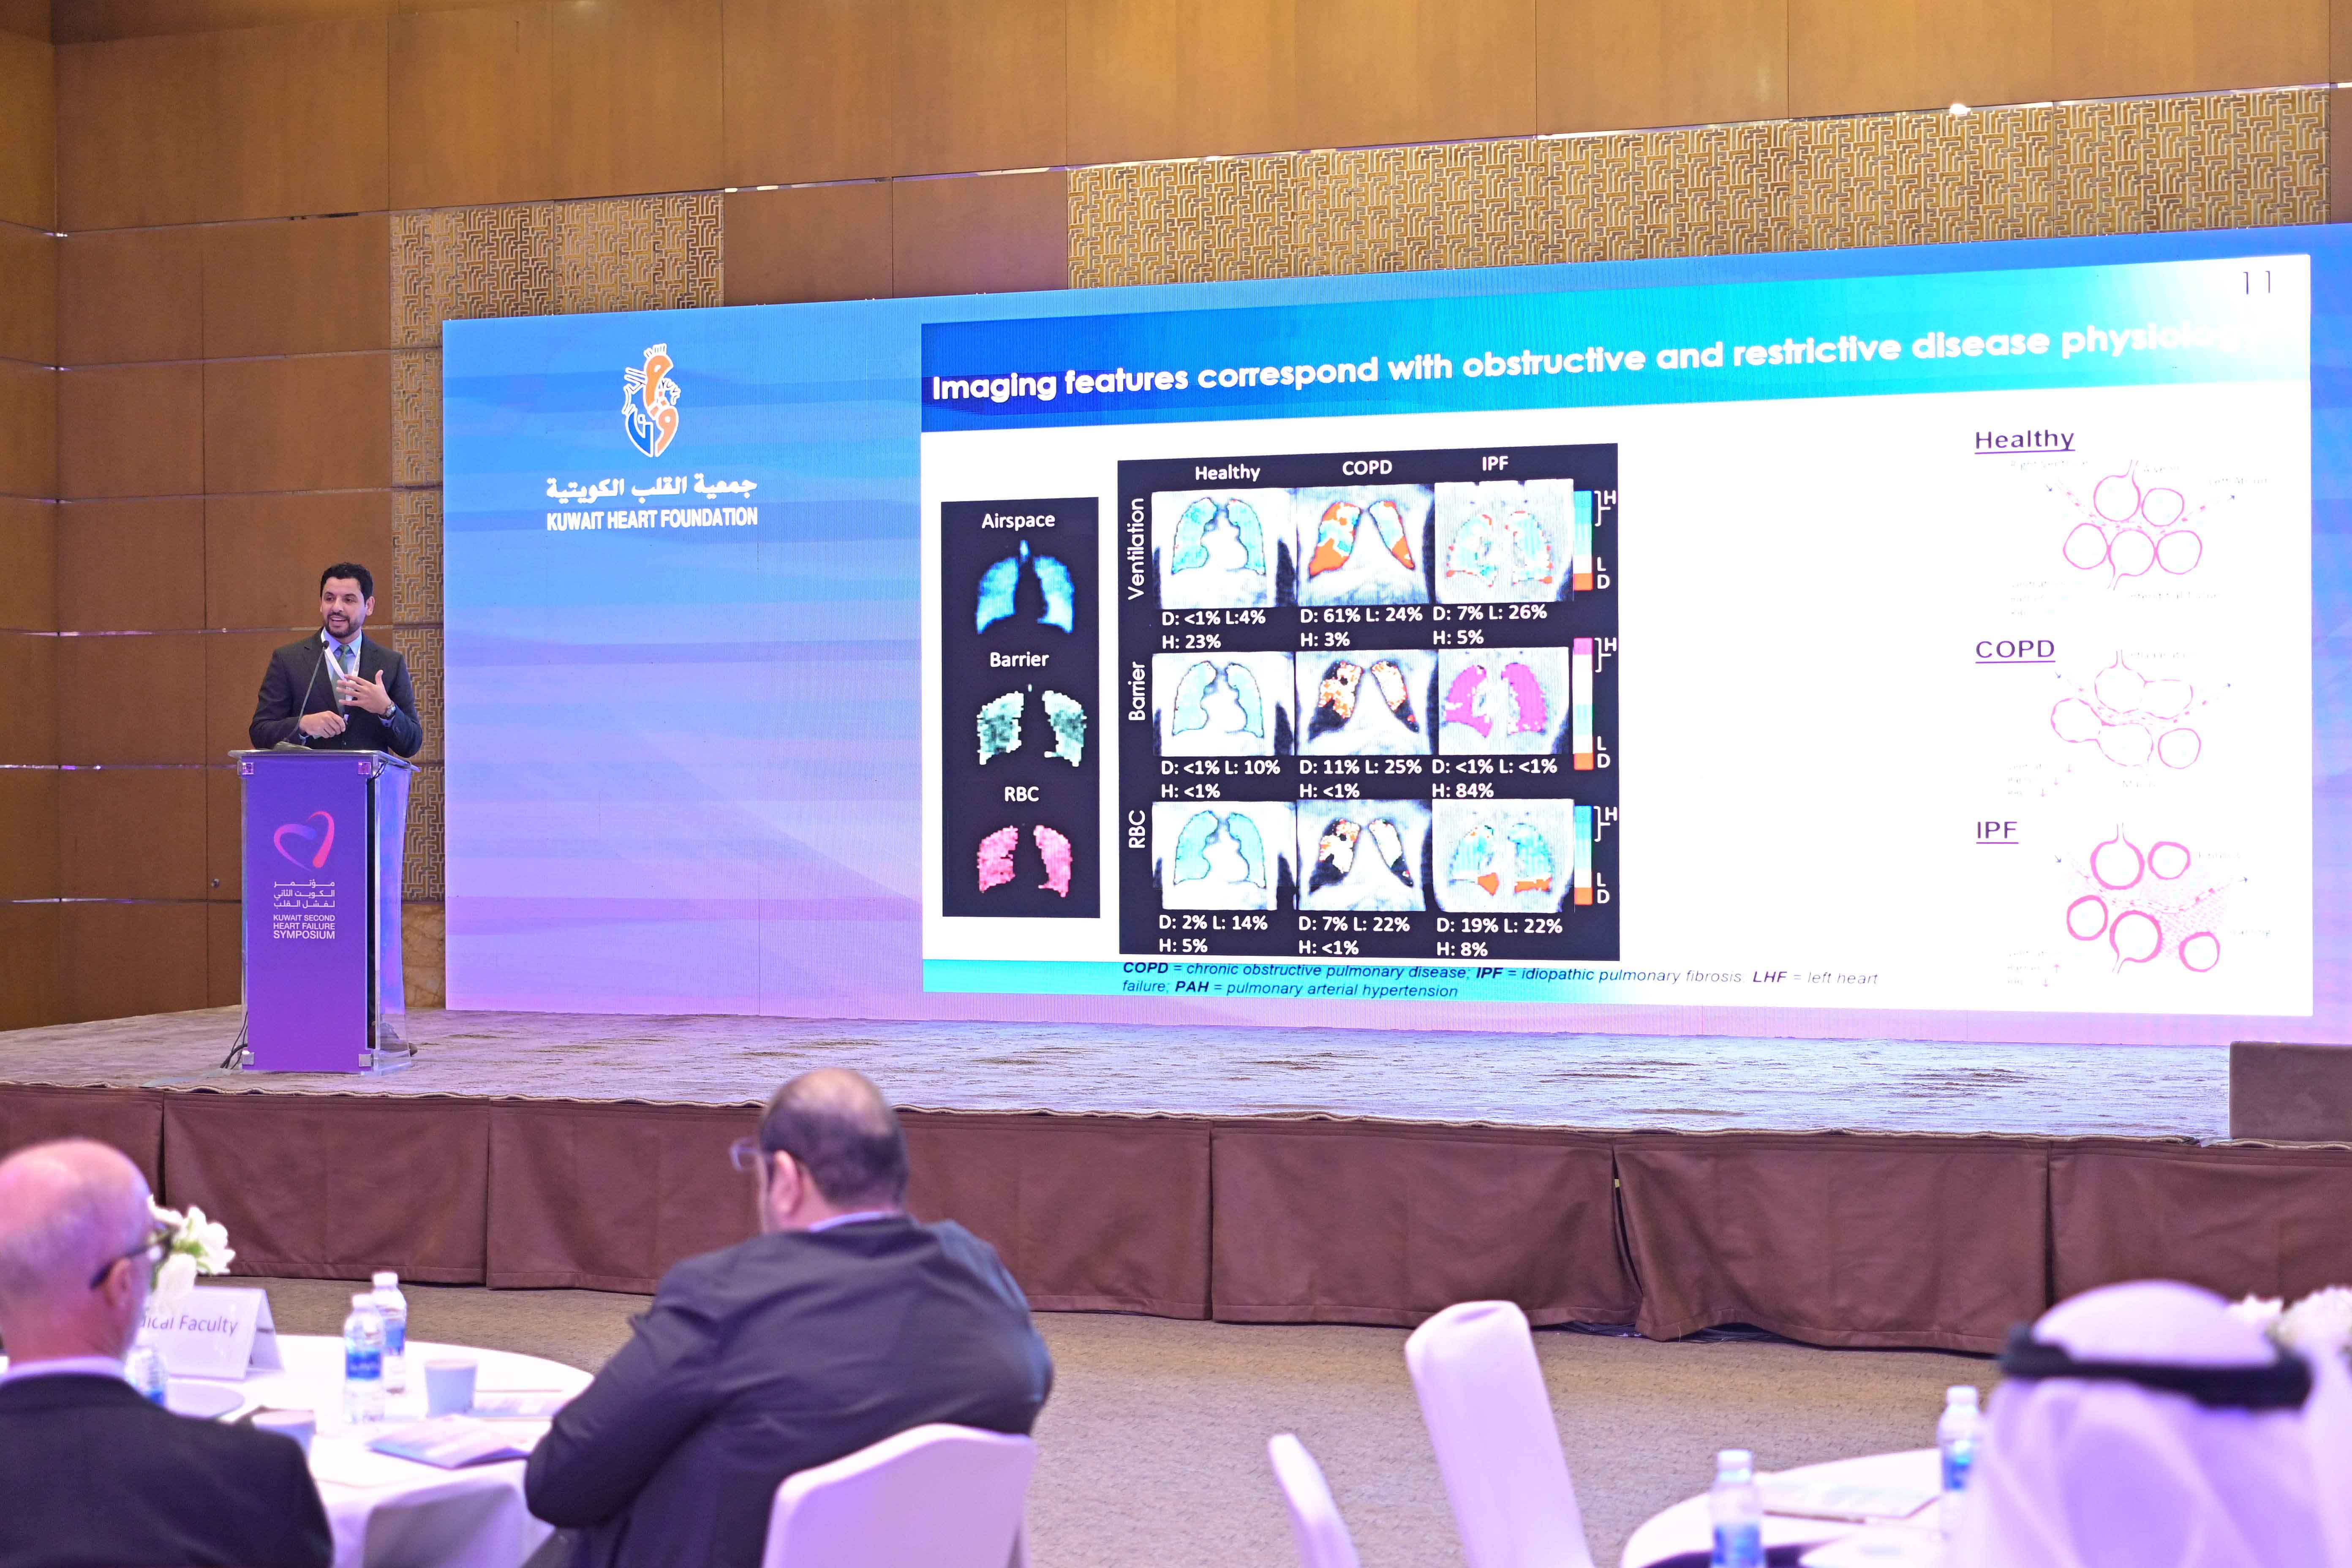 11
Imaging features correspond with obstructive and restrictive disease physiology
جمعية القلب الكويتية
KUWAIT HEART FOUNDATION
Airspace
Barrier
RBC
Healthy COPD IPF
Ventilation
H
L
D
D: <1% L:4% D: 61% L: 24% D: 7% L: 26%
H: 23% H: 3% H: 5%
Barrier
H
L
D
D: <1% L: 10% D: 11% L: 25% D: <1% L: <1%
H: <1% H: <1% H: 84%
RBC
H
L
D
D: 2% L: 14% D: 7% L: 22% D: 19% L: 22%
H: 5% H: <1% H: 8%
COPD = chronic obstructive pulmonary disease; IPF = idiopathic pulmonary fibrosis LHF = left heart
failure; PAH = pulmonary arterial hypertension
Healthy
COPD
IPF
مـؤتـمـر
الكويت الثاني
لفشل القلب
KUWAIT SECOND
HEART FAILURE
SYMPOSIUM
Faculty